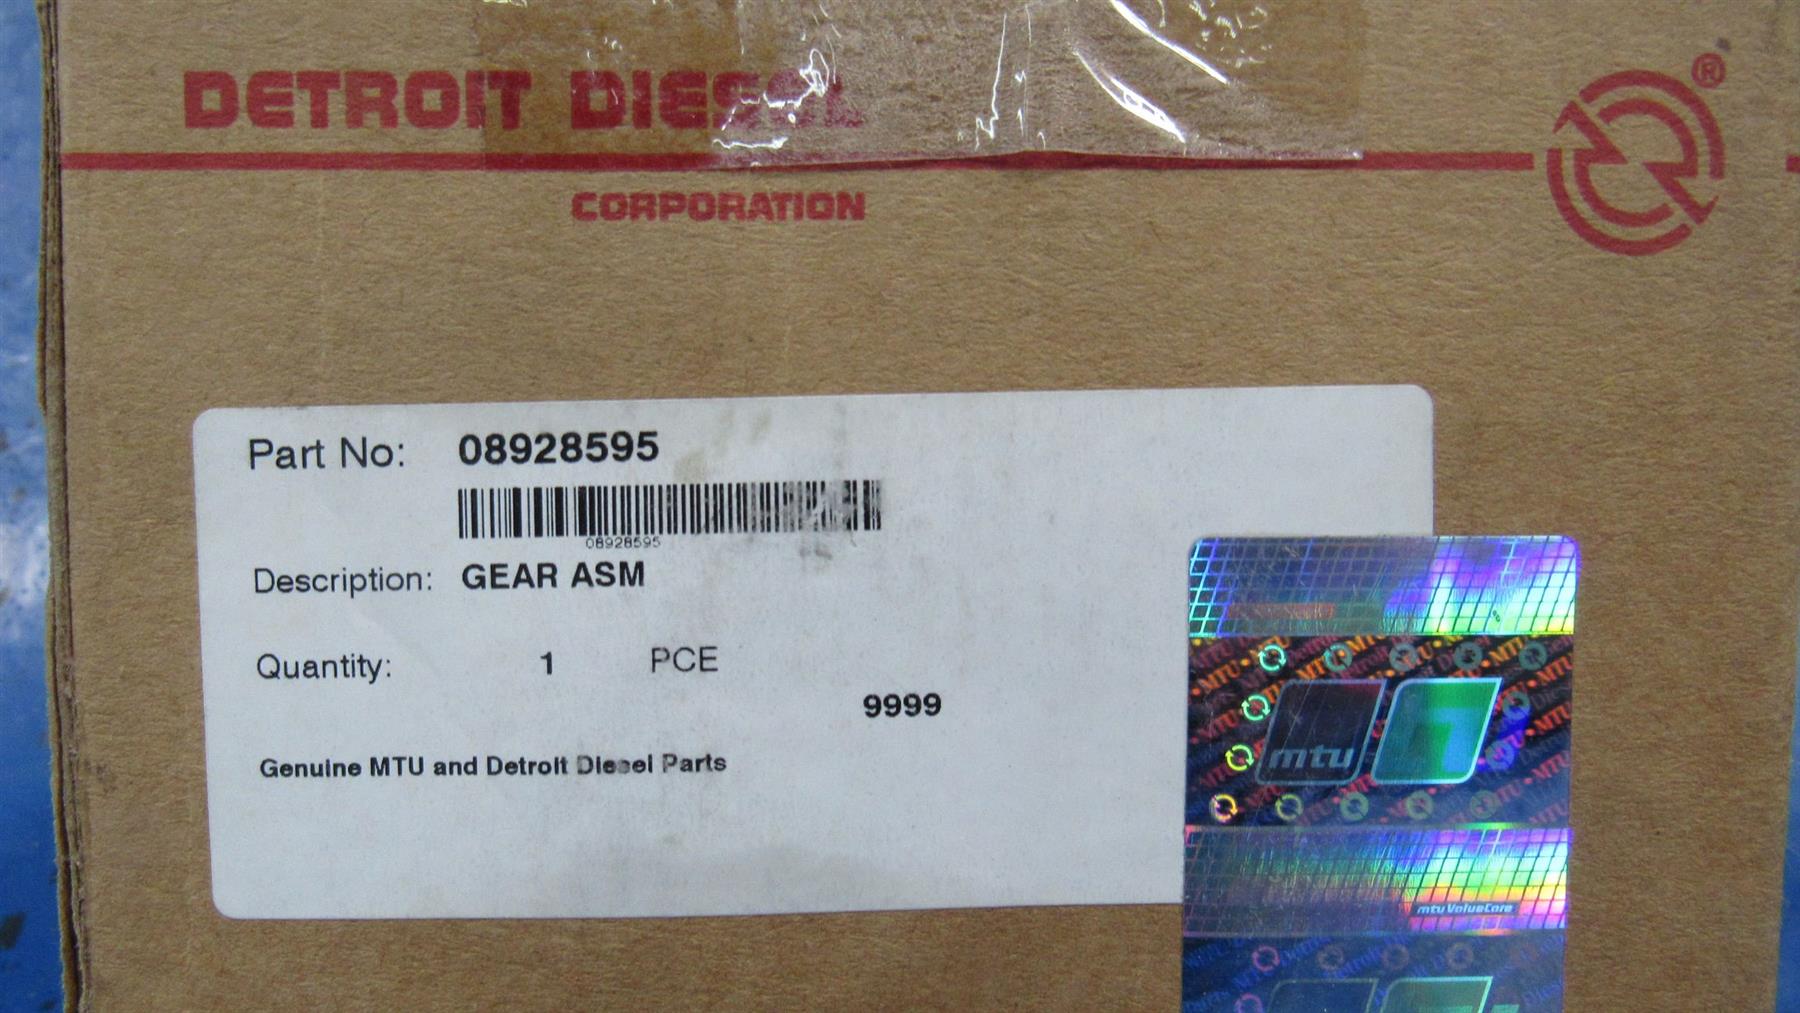 DETROIT DIESEL
®
CORPORATION
Part No: 08928595
08928595
Description: GEAR ASM
Quantity: 1 PCE
9999
Genuine MTU and Detroit Diesel Parts
mtu
mtu ValueCare